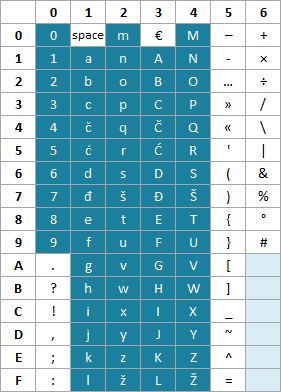 0 1 2 3 4 5 6
0 0 space m € M – +
1 1 a n A N - ×
2 2 b o B O … ÷
3 3 c p C P » /
4 4 č q Č Q « \
5 5 ć r Ć R ' |
6 6 d s D S ( &
7 7 đ š Đ Š ) %
8 8 e t E T { °
9 9 f u F U } #
A . g v G V [
B ? h w H W ]
C ! i x I X _
D , j y J Y ~
E ; k z K Z ^
F : l ž L Ž =